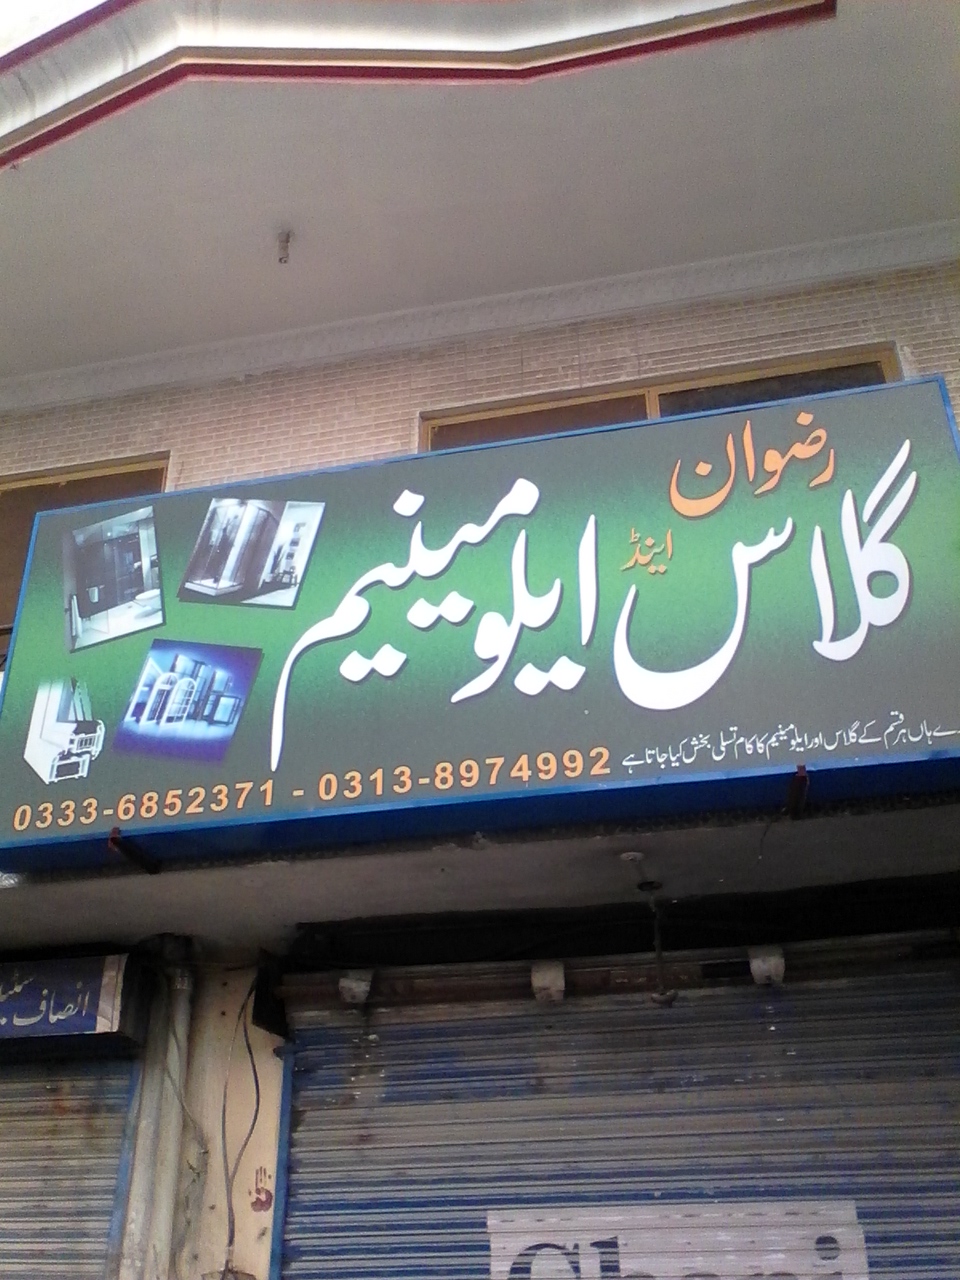 رضوان
گلاس اینڈ ایلومینیم
ہاں ہر قسم کے گلاس اور ایلومینیم کا کام تسلی بخش کیا جاتا ہے
0333-6852371 - 0313-8974992
انصاف